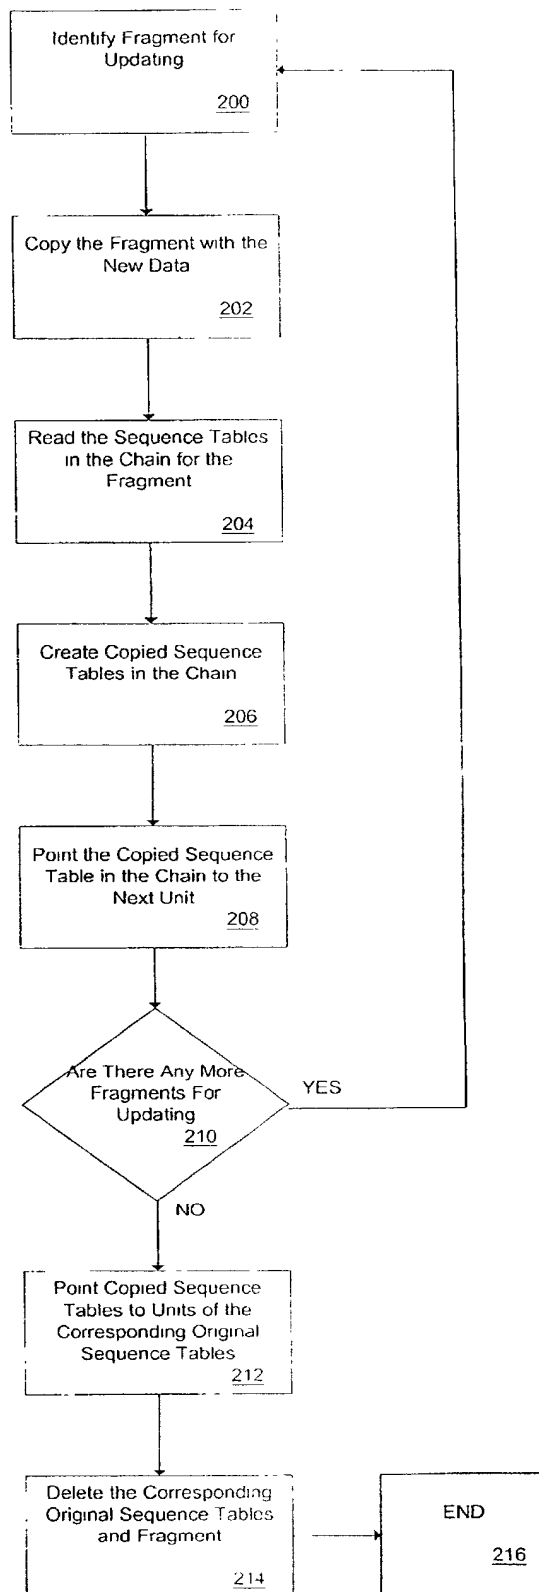 Identify Fragment for
Updating
200
Copy the Fragment with the
New Data
202
Read the Sequence Tables
in the Chain for the
Fragment
204
Create Copied Sequence
Tables in the Chain
206
Point the Copied Sequence
Table in the Chain to the
Next Unit
208
Are There Any More
Fragments For
Updating
210
YES
NO
Point Copied Sequence
Tables to Units of the
Corresponding Original
Sequence Tables
212
Delete the Corresponding
Original Sequence Tables
and Fragment
214
END
216